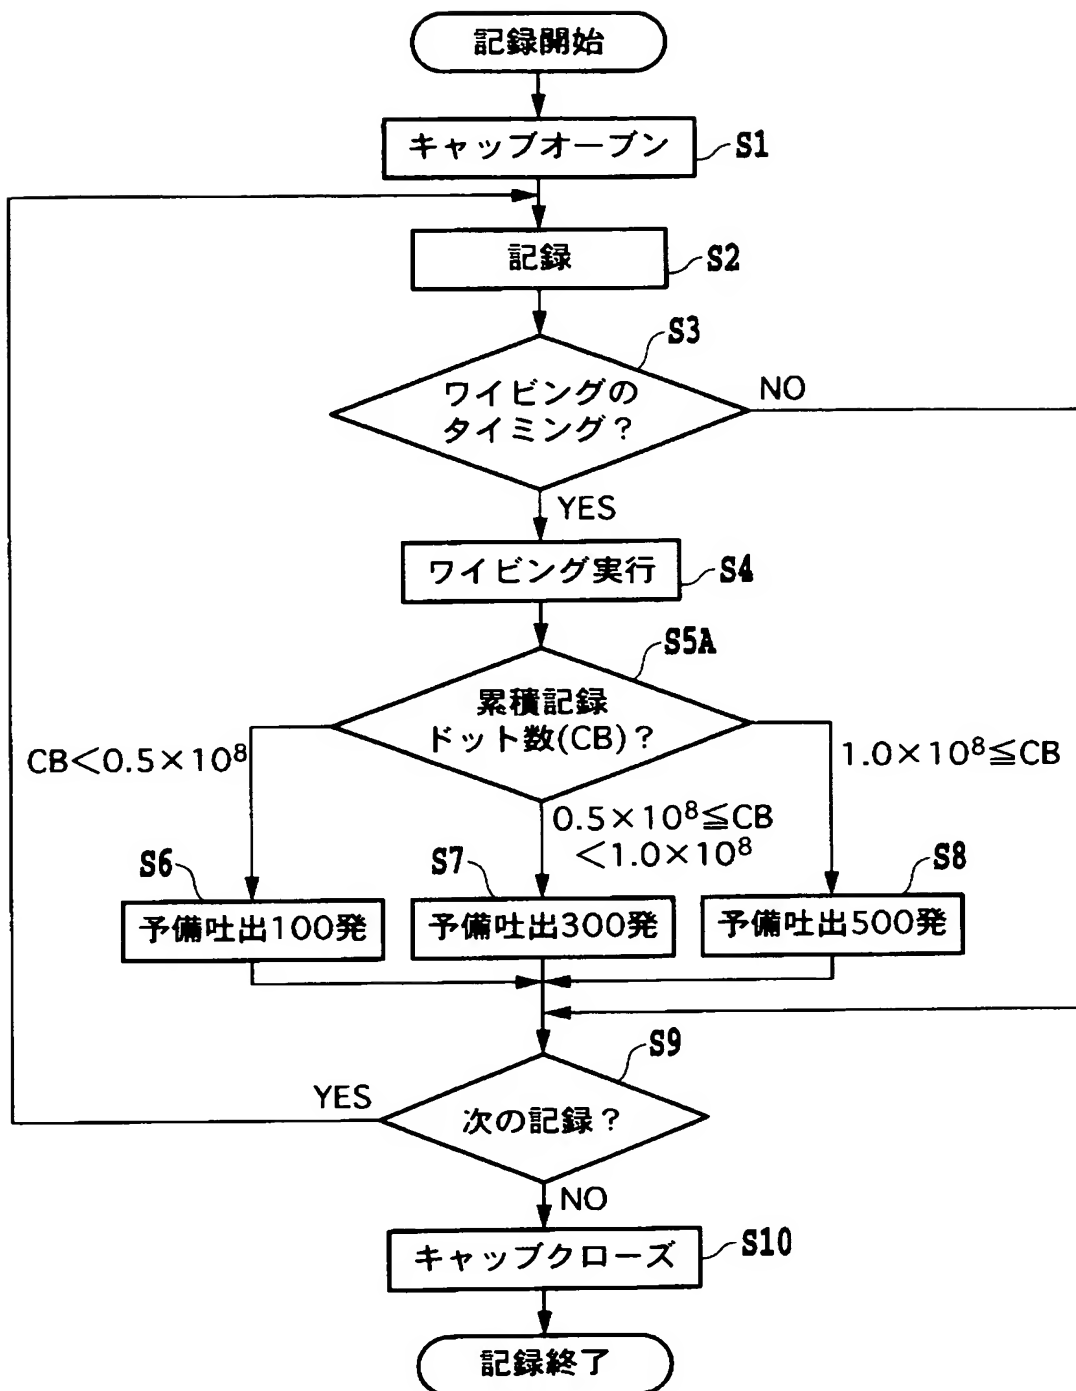 記録開始
キャップオープン
S1
記録
S2
S3
ワイピングの
タイミング?
NO
YES
ワイピング実行
S4
S5A
累積記録
ドット数(CB)?
CB<0.5×10⁸
0.5×10⁸≦CB
<1.0×10⁸
1.0×10⁸≦CB
S6
S7
S8
予備吐出100発
予備吐出300発
予備吐出500発
S9
YES
次の記録?
NO
キャップクローズ
S10
記録終了